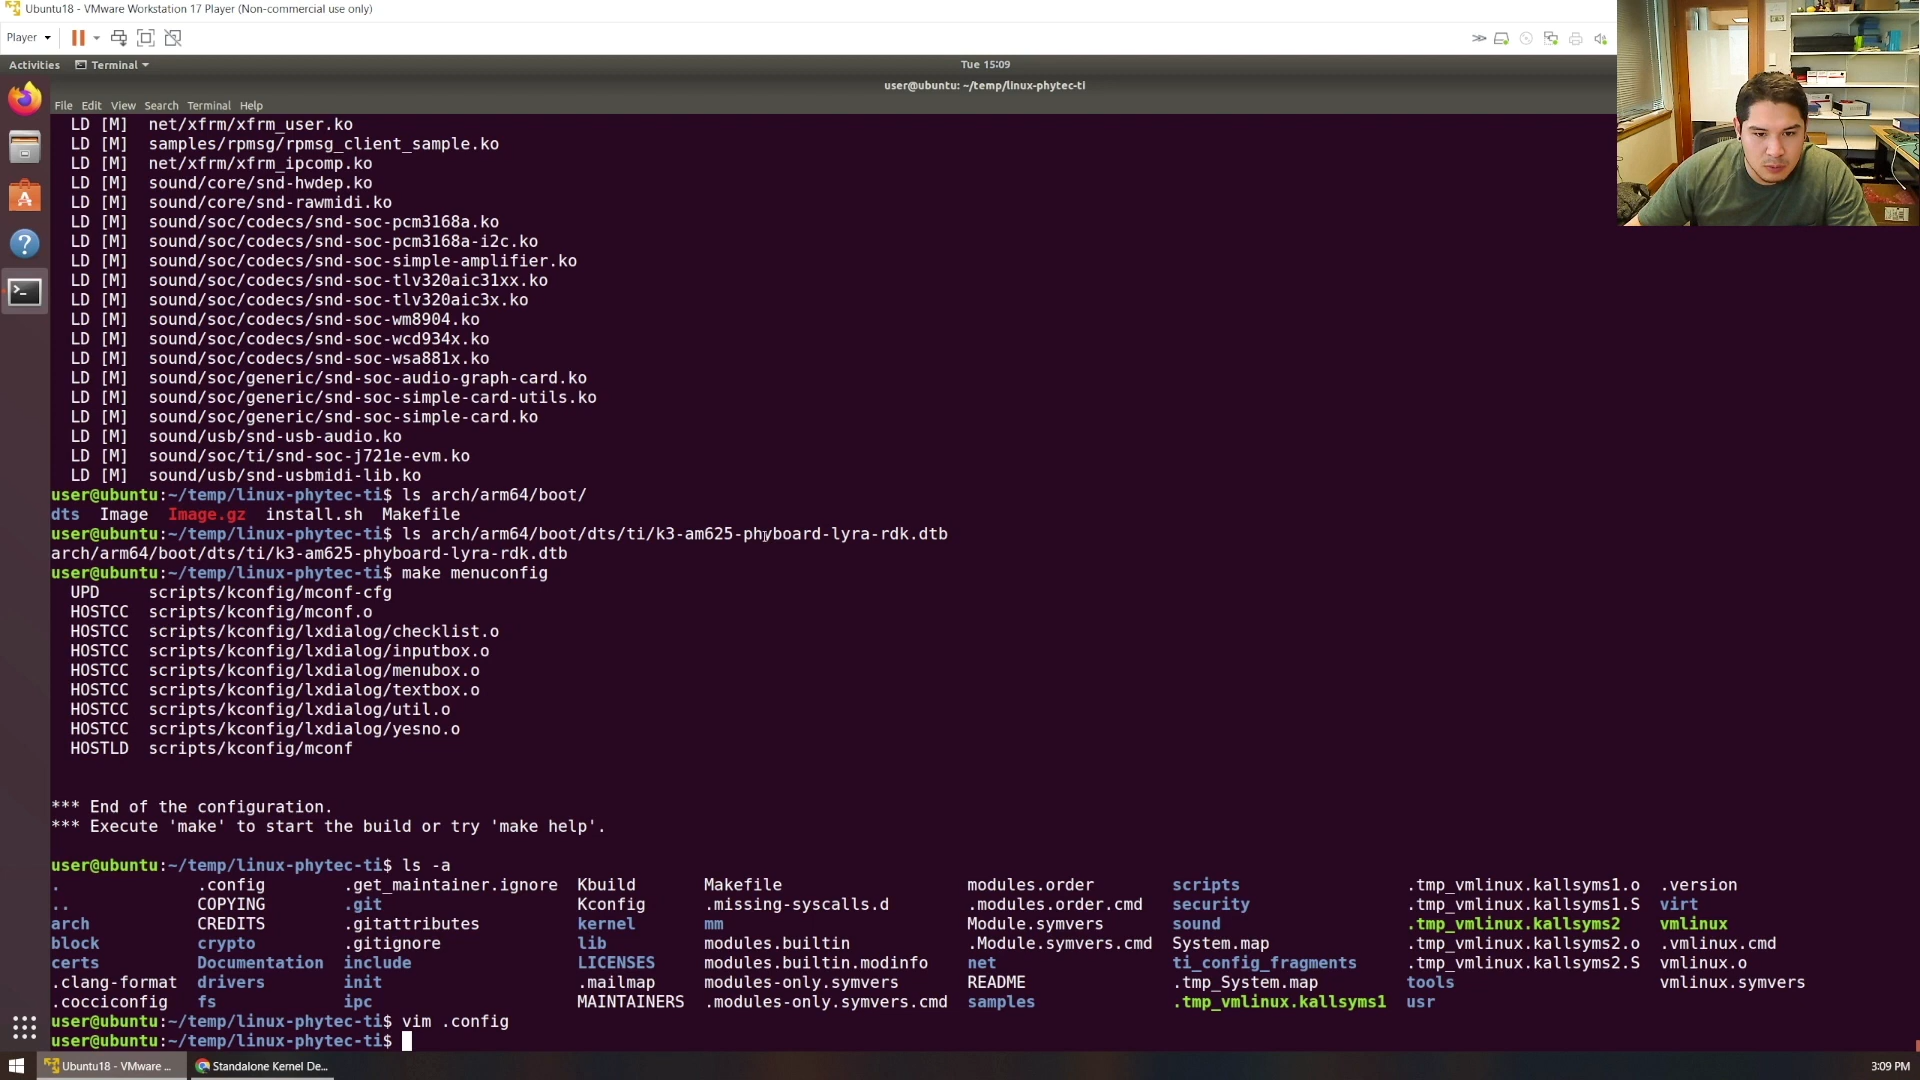 Ubuntu18 - VMware Workstation 17 Player (Non-commercial use only)
Player
Activities Terminal Tue 15:09
user@ubuntu: ~/temp/linux-phytec-ti
File Edit View Search Terminal Help
LD [M] net/xfrm/xfrm_user.ko
LD [M] samples/rpmsg/rpmsg_client_sample.ko
LD [M] net/xfrm/xfrm_ipcomp.ko
LD [M] sound/core/snd-hwdep.ko
LD [M] sound/core/snd-rawmidi.ko
LD [M] sound/soc/codecs/snd-soc-pcm3168a.ko
LD [M] sound/soc/codecs/snd-soc-pcm3168a-i2c.ko
LD [M] sound/soc/codecs/snd-soc-simple-amplifier.ko
LD [M] sound/soc/codecs/snd-soc-tlv320aic31xx.ko
LD [M] sound/soc/codecs/snd-soc-tlv320aic3x.ko
LD [M] sound/soc/codecs/snd-soc-wm8904.ko
LD [M] sound/soc/codecs/snd-soc-wcd934x.ko
LD [M] sound/soc/codecs/snd-soc-wsa881x.ko
LD [M] sound/soc/generic/snd-soc-audio-graph-card.ko
LD [M] sound/soc/generic/snd-soc-simple-card-utils.ko
LD [M] sound/soc/generic/snd-soc-simple-card.ko
LD [M] sound/usb/snd-usb-audio.ko
LD [M] sound/soc/ti/snd-soc-j721e-evm.ko
LD [M] sound/usb/snd-usbmidi-lib.ko
user@ubuntu:~/temp/linux-phytec-ti$ ls arch/arm64/boot/
dts Image Image.gz install.sh Makefile
user@ubuntu:~/temp/linux-phytec-ti$ ls arch/arm64/boot/dts/ti/k3-am625-phyboard-lyra-rdk.dtb
arch/arm64/boot/dts/ti/k3-am625-phyboard-lyra-rdk.dtb
user@ubuntu:~/temp/linux-phytec-ti$ make menuconfig
UPD scripts/kconfig/mconf-cfg
HOSTCC scripts/kconfig/mconf.o
HOSTCC scripts/kconfig/lxdialog/checklist.o
HOSTCC scripts/kconfig/lxdialog/inputbox.o
HOSTCC scripts/kconfig/lxdialog/menubox.o
HOSTCC scripts/kconfig/lxdialog/textbox.o
HOSTCC scripts/kconfig/lxdialog/util.o
HOSTCC scripts/kconfig/lxdialog/yesno.o
HOSTLD scripts/kconfig/mconf
*** End of the configuration.
*** Execute 'make' to start the build or try 'make help'.
user@ubuntu:~/temp/linux-phytec-ti$ ls -a
. .config .get_maintainer.ignore Kbuild Makefile modules.order scripts .tmp_vmlinux.kallsyms1.o .version
.. COPYING .git Kconfig .missing-syscalls.d .modules.order.cmd security .tmp_vmlinux.kallsyms1.S virt
arch CREDITS .gitattributes kernel mm Module.symvers sound .tmp_vmlinux.kallsyms2 vmlinux
block crypto .gitignore lib modules.builtin .Module.symvers.cmd System.map .tmp_vmlinux.kallsyms2.o .vmlinux.cmd
certs Documentation include LICENSES modules.builtin.modinfo net ti_config_fragments .tmp_vmlinux.kallsyms2.S vmlinux.o
.clang-format drivers init .mailmap modules-only.symvers README .tmp_System.map tools vmlinux.symvers
.cocciconfig fs ipc MAINTAINERS .modules-only.symvers.cmd samples .tmp_vmlinux.kallsyms1 usr
user@ubuntu:~/temp/linux-phytec-ti$ vim .config
user@ubuntu:~/temp/linux-phytec-ti$
Ubuntu18 - VMware ... Standalone Kernel De... 3:09 PM